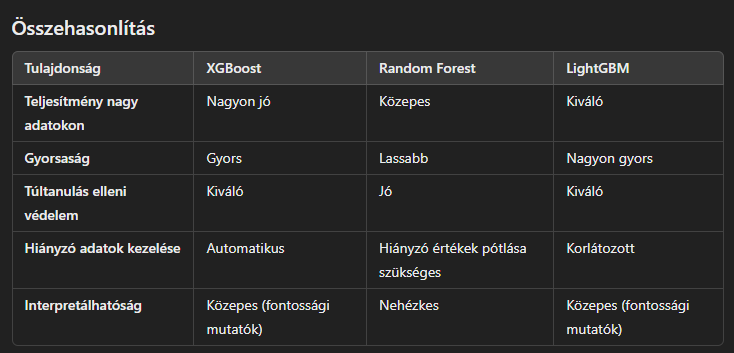 Összehasonlítás
Tulajdonság XGBoost Random Forest LightGBM
Teljesítmény nagy adatokon Nagyon jó Közepes Kiváló
Gyorsaság Gyors Lassabb Nagyon gyors
Túltanulás elleni védelem Kiváló Jó Kiváló
Hiányzó adatok kezelése Automatikus Hiányzó értékek pótlása szükséges Korlátozott
Interpretálhatóság Közepes (fontossági mutatók) Nehézkes Közepes (fontossági mutatók)